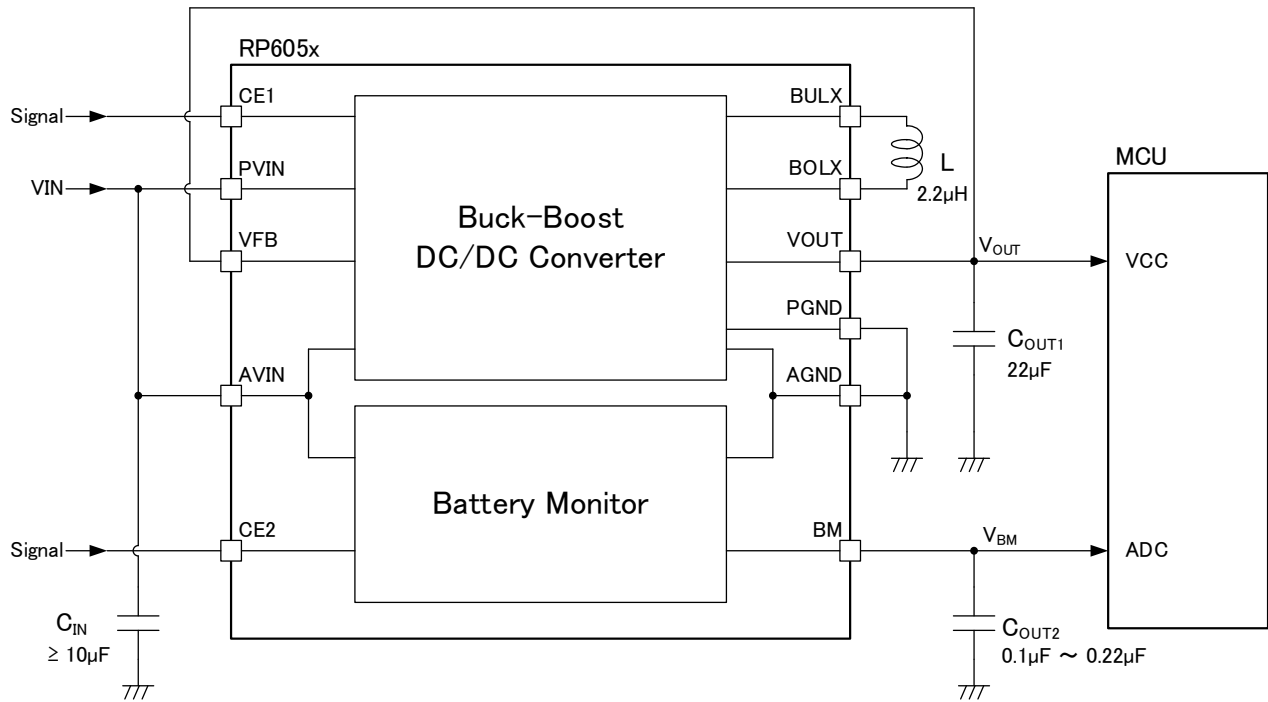 RP605x
Signal
CE1
BULX
L
2.2µH
VIN
PVIN
BOLX
MCU
Buck-Boost
DC/DC Converter
VFB
VOUT
VOUT
VCC
PGND
COUT1
22µF
AVIN
AGND
Battery Monitor
Signal
CE2
BM
VBM
ADC
CIN
≥ 10µF
COUT2
0.1µF ～ 0.22µF